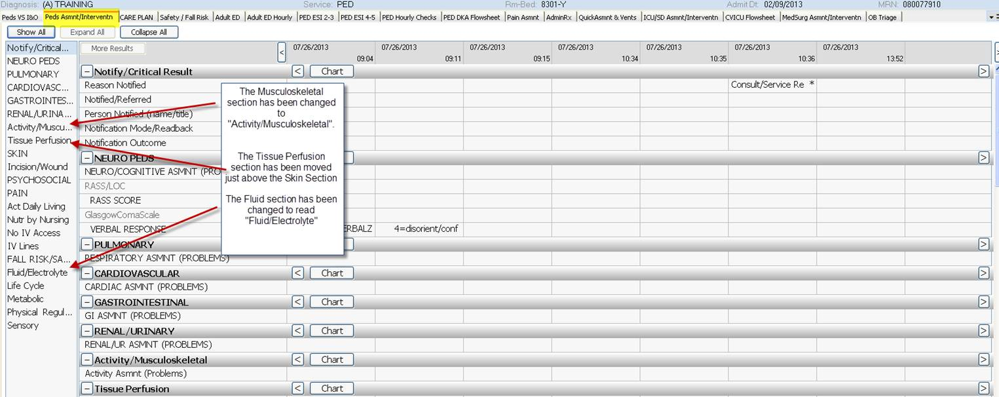 Diagnosis: (A) TRAINING Service: PED Rm-Bed: 8301-Y Admit Dt: 02/09/2013 MRN: 080077910
Peds VS I&O Peds Asmnt/Interventn CARE PLAN Safety / Fall Risk Adult ED Adult ED Hourly PED ESI 2-3 PED ESI 4-5 PED Hourly Checks PED DKA Flowsheet Pain Asmnt AdminRx QuickAsmnt & Vents ICU/SD Asmnt/Interventn CVICU Flowsheet MedSurg Asmnt/Interventn OB Triage
Show All Expand All Collapse All
Notify/Critical...
NEURO PEDS
PULMONARY
CARDIOVASC...
GASTROINTES...
RENAL/URINA...
Activity/Muscu...
Tissue Perfusion
SKIN
Incision/Wound
PSYCHOSOCIAL
PAIN
Act Daily Living
Nutr by Nursing
No IV Access
IV Lines
FALL RISK/SA...
Fluid/Electrolyte
Life Cycle
Metabolic
Physical Regul...
Sensory
More Results < 07/26/2013 07/26/2013 07/26/2013 07/26/2013 07/26/2013 07/26/2013 07/26/2013 >
09:04 09:11 09:15 10:34 10:35 10:36 13:52
− Notify/Critical Result < Chart >
Reason Notified Consult/Service Re *
Notified/Referred
Person Notified (name/title)
Notification Mode/Readback
Notification Outcome
− NEURO PEDS >
NEURO/COGNITIVE ASMNT (PRO
RASS/LOC
RASS SCORE
GlasgowComaScale
VERBAL RESPONSE ERBALZ 4=disorient/conf
− PULMONARY >
RESPIRATORY ASMNT (PROBLEMS)
− CARDIOVASCULAR < Chart >
CARDIAC ASMNT (PROBLEMS)
− GASTROINTESTINAL < Chart >
GI ASMNT (PROBLEMS)
− RENAL/URINARY < Chart >
RENAL/UR ASMNT (PROBLEMS)
− Activity/Musculoskeletal < Chart >
Activity Asmnt (Problems)
− Tissue Perfusion < Chart >
The Musculoskeletal
section has been changed
to
"Activity/Musculoskeletal".
The Tissue Perfusion
section has been moved
just above the Skin Section
The Fluid section has been
changed to read
"Fluid/Electrolyte"